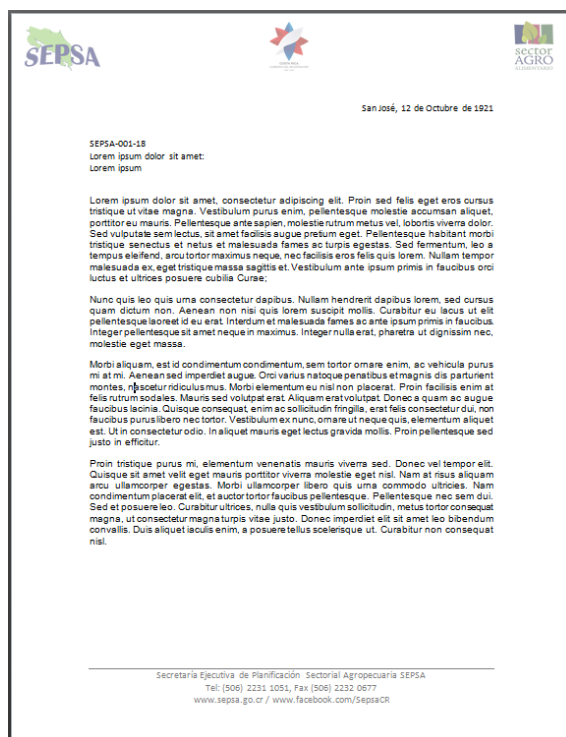 SEPSA
COSTA RICA
sector
AGRO
ALIMENTARIO
San José, 12 de Octubre de 1921
SEPSA-001-18
Lorem ipsum dolor sit amet:
Lorem ipsum
Lorem ipsum dolor sit amet, consectetur adipiscing elit. Proin sed felis eget eros cursus
tristique ut vitae magna. Vestibulum purus enim, pellentesque molestie accumsan aliquet,
porttitor eu mauris. Pellentesque ante sapien, molestie rutrum metus vel, lobortis viverra dolor.
Sed vulputate sem lectus, sit amet facilisis augue pretium eget. Pellentesque habitant morbi
tristique senectus et netus et malesuada fames ac turpis egestas. Sed fermentum, leo a
tempus eleifend, arcu tortor maximus neque, nec facilisis eros felis quis lorem. Nullam tempor
malesuada ex, eget tristique massa sagittis et. Vestibulum ante ipsum primis in faucibus orci
luctus et ultrices posuere cubilia Curae;
Nunc quis leo quis urna consectetur dapibus. Nullam hendrerit dapibus lorem, sed cursus
quam dictum non. Aenean non nisi quis lorem suscipit mollis. Curabitur eu lacus ut elit
pellentesque laoreet id eu erat. Interdum et malesuada fames ac ante ipsum primis in faucibus.
Integer pellentesque sit amet neque in maximus. Integer nulla erat, pharetra ut dignissim nec,
molestie eget massa.
Morbi aliquam, est id condimentum condimentum, sem tortor ornare enim, ac vehicula purus
mi at mi. Aenean sed imperdiet augue. Orci varius natoque penatibus et magnis dis parturient
montes, nascetur ridiculus mus. Morbi elementum eu nisl non placerat. Proin facilisis enim at
felis rutrum sodales. Mauris sed volutpat erat. Aliquam erat volutpat. Donec a quam ac augue
faucibus lacinia. Quisque consequat, enim ac sollicitudin fringilla, erat felis consectetur dui, non
faucibus purus libero nec tortor. Vestibulum ex nunc, ornare ut neque quis, elementum aliquet
est. Ut in consectetur odio. In aliquet mauris eget lectus gravida mollis. Proin pellentesque sed
justo in efficitur.
Proin tristique purus mi, elementum venenatis mauris viverra sed. Donec vel tempor elit.
Quisque sit amet velit eget mauris porttitor viverra molestie eget nisl. Nam at risus aliquam
arcu ullamcorper egestas. Morbi ullamcorper libero quis urna commodo ultricies. Nam
condimentum placerat elit, et auctor tortor faucibus pellentesque. Pellentesque nec sem dui.
Sed et posuere leo. Curabitur ultrices, nulla quis vestibulum sollicitudin, metus tortor consequat
magna, ut consectetur magna turpis vitae justo. Donec imperdiet elit sit amet leo bibendum
convallis. Duis aliquet iaculis enim, a posuere tellus scelerisque ut. Curabitur non consequat
nisl.
Secretaría Ejecutiva de Planificación Sectorial Agropecuaria SEPSA
Tel: (506) 2231 1051, Fax (506) 2232 0677
www.sepsa.go.cr / www.facebook.com/SepsaCR